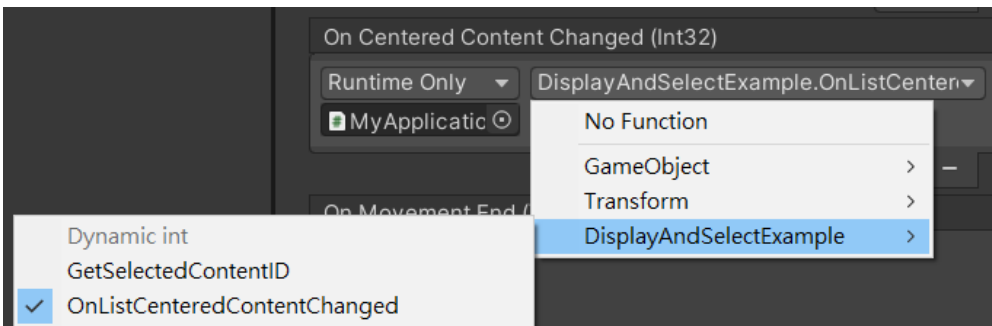 On Centered Content Changed (Int32)
Runtime Only
DisplayAndSelectExample.OnListCenter
MyApplicatic
No Function
GameObject
Transform
DisplayAndSelectExample
On Movement End (
Dynamic int
GetSelectedContentID
OnListCenteredContentChanged